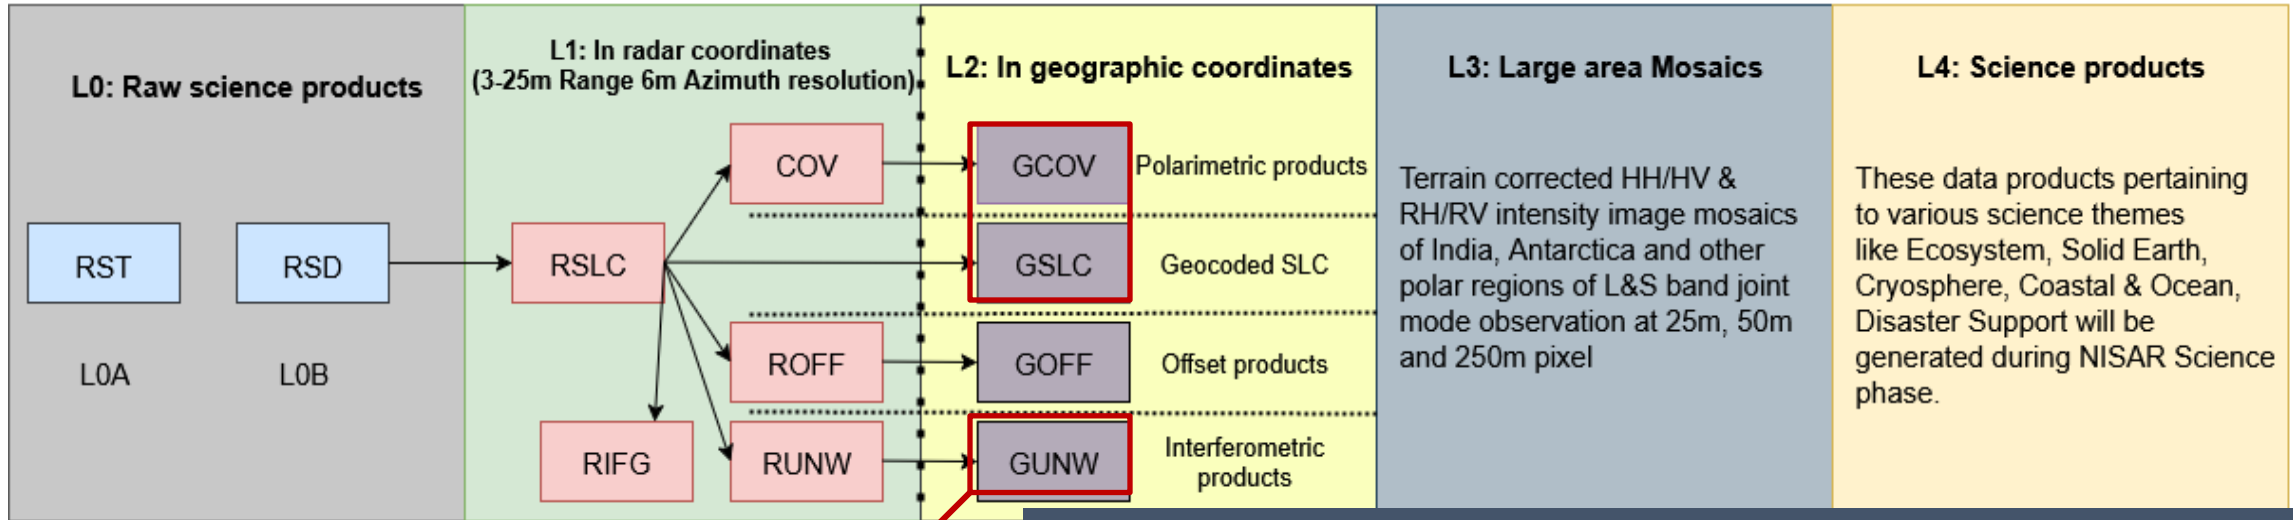 L0: Raw science products
RST
RSD
L0A
L0B
L1: In radar coordinates
(3-25m Range 6m Azimuth resolution)
COV
RSLC
ROFF
RIFG
RUNW
L2: In geographic coordinates
GCOV
Polarimetric products
GSLC
Geocoded SLC
GOFF
Offset products
GUNW
Interferometric
products
L3: Large area Mosaics
Terrain corrected HH/HV &
RH/RV intensity image mosaics
of India, Antarctica and other
polar regions of L&S band joint
mode observation at 25m, 50m
and 250m pixel
L4: Science products
These data products pertaining
to various science themes
like Ecosystem, Solid Earth,
Cryosphere, Coastal & Ocean,
Disaster Support will be
generated during NISAR Science
phase.